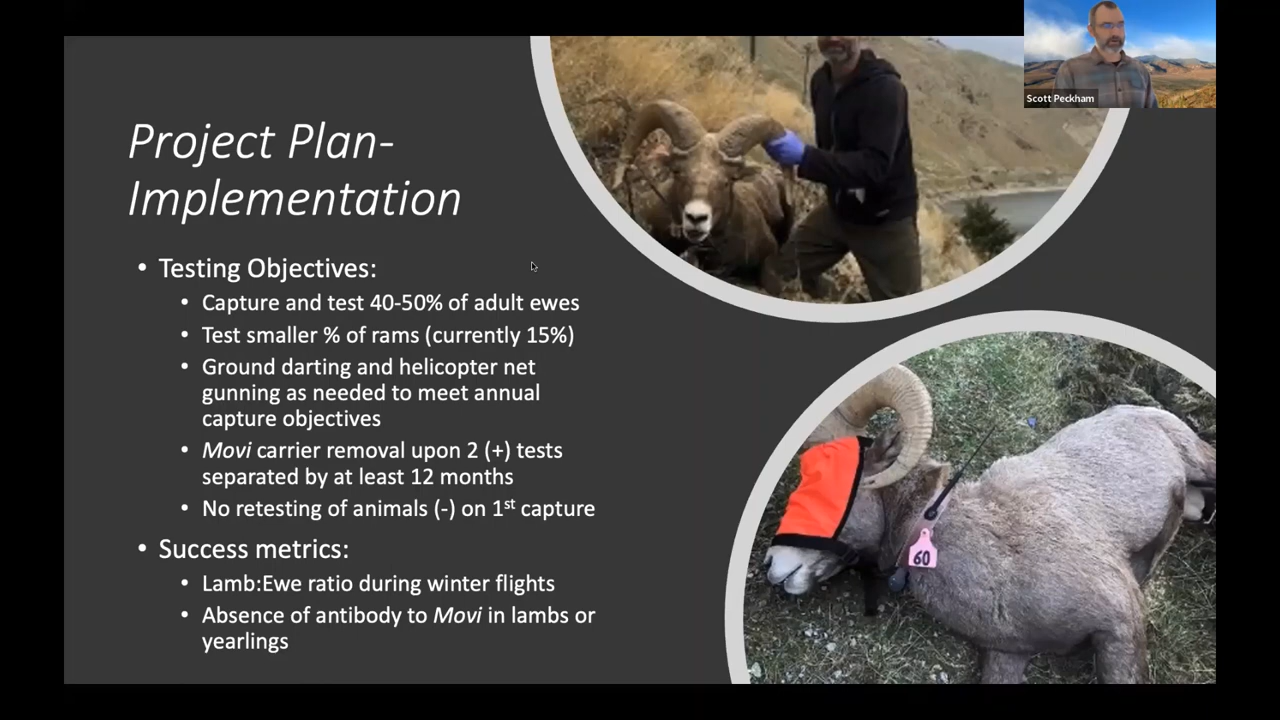 Scott Peckham
Project Plan-
Implementation
• Testing Objectives:
• Capture and test 40-50% of adult ewes
• Test smaller % of rams (currently 15%)
• Ground darting and helicopter net
gunning as needed to meet annual
capture objectives
• Movi carrier removal upon 2 (+) tests
separated by at least 12 months
• No retesting of animals (-) on 1st capture
• Success metrics:
• Lamb:Ewe ratio during winter flights
• Absence of antibody to Movi in lambs or
yearlings
60